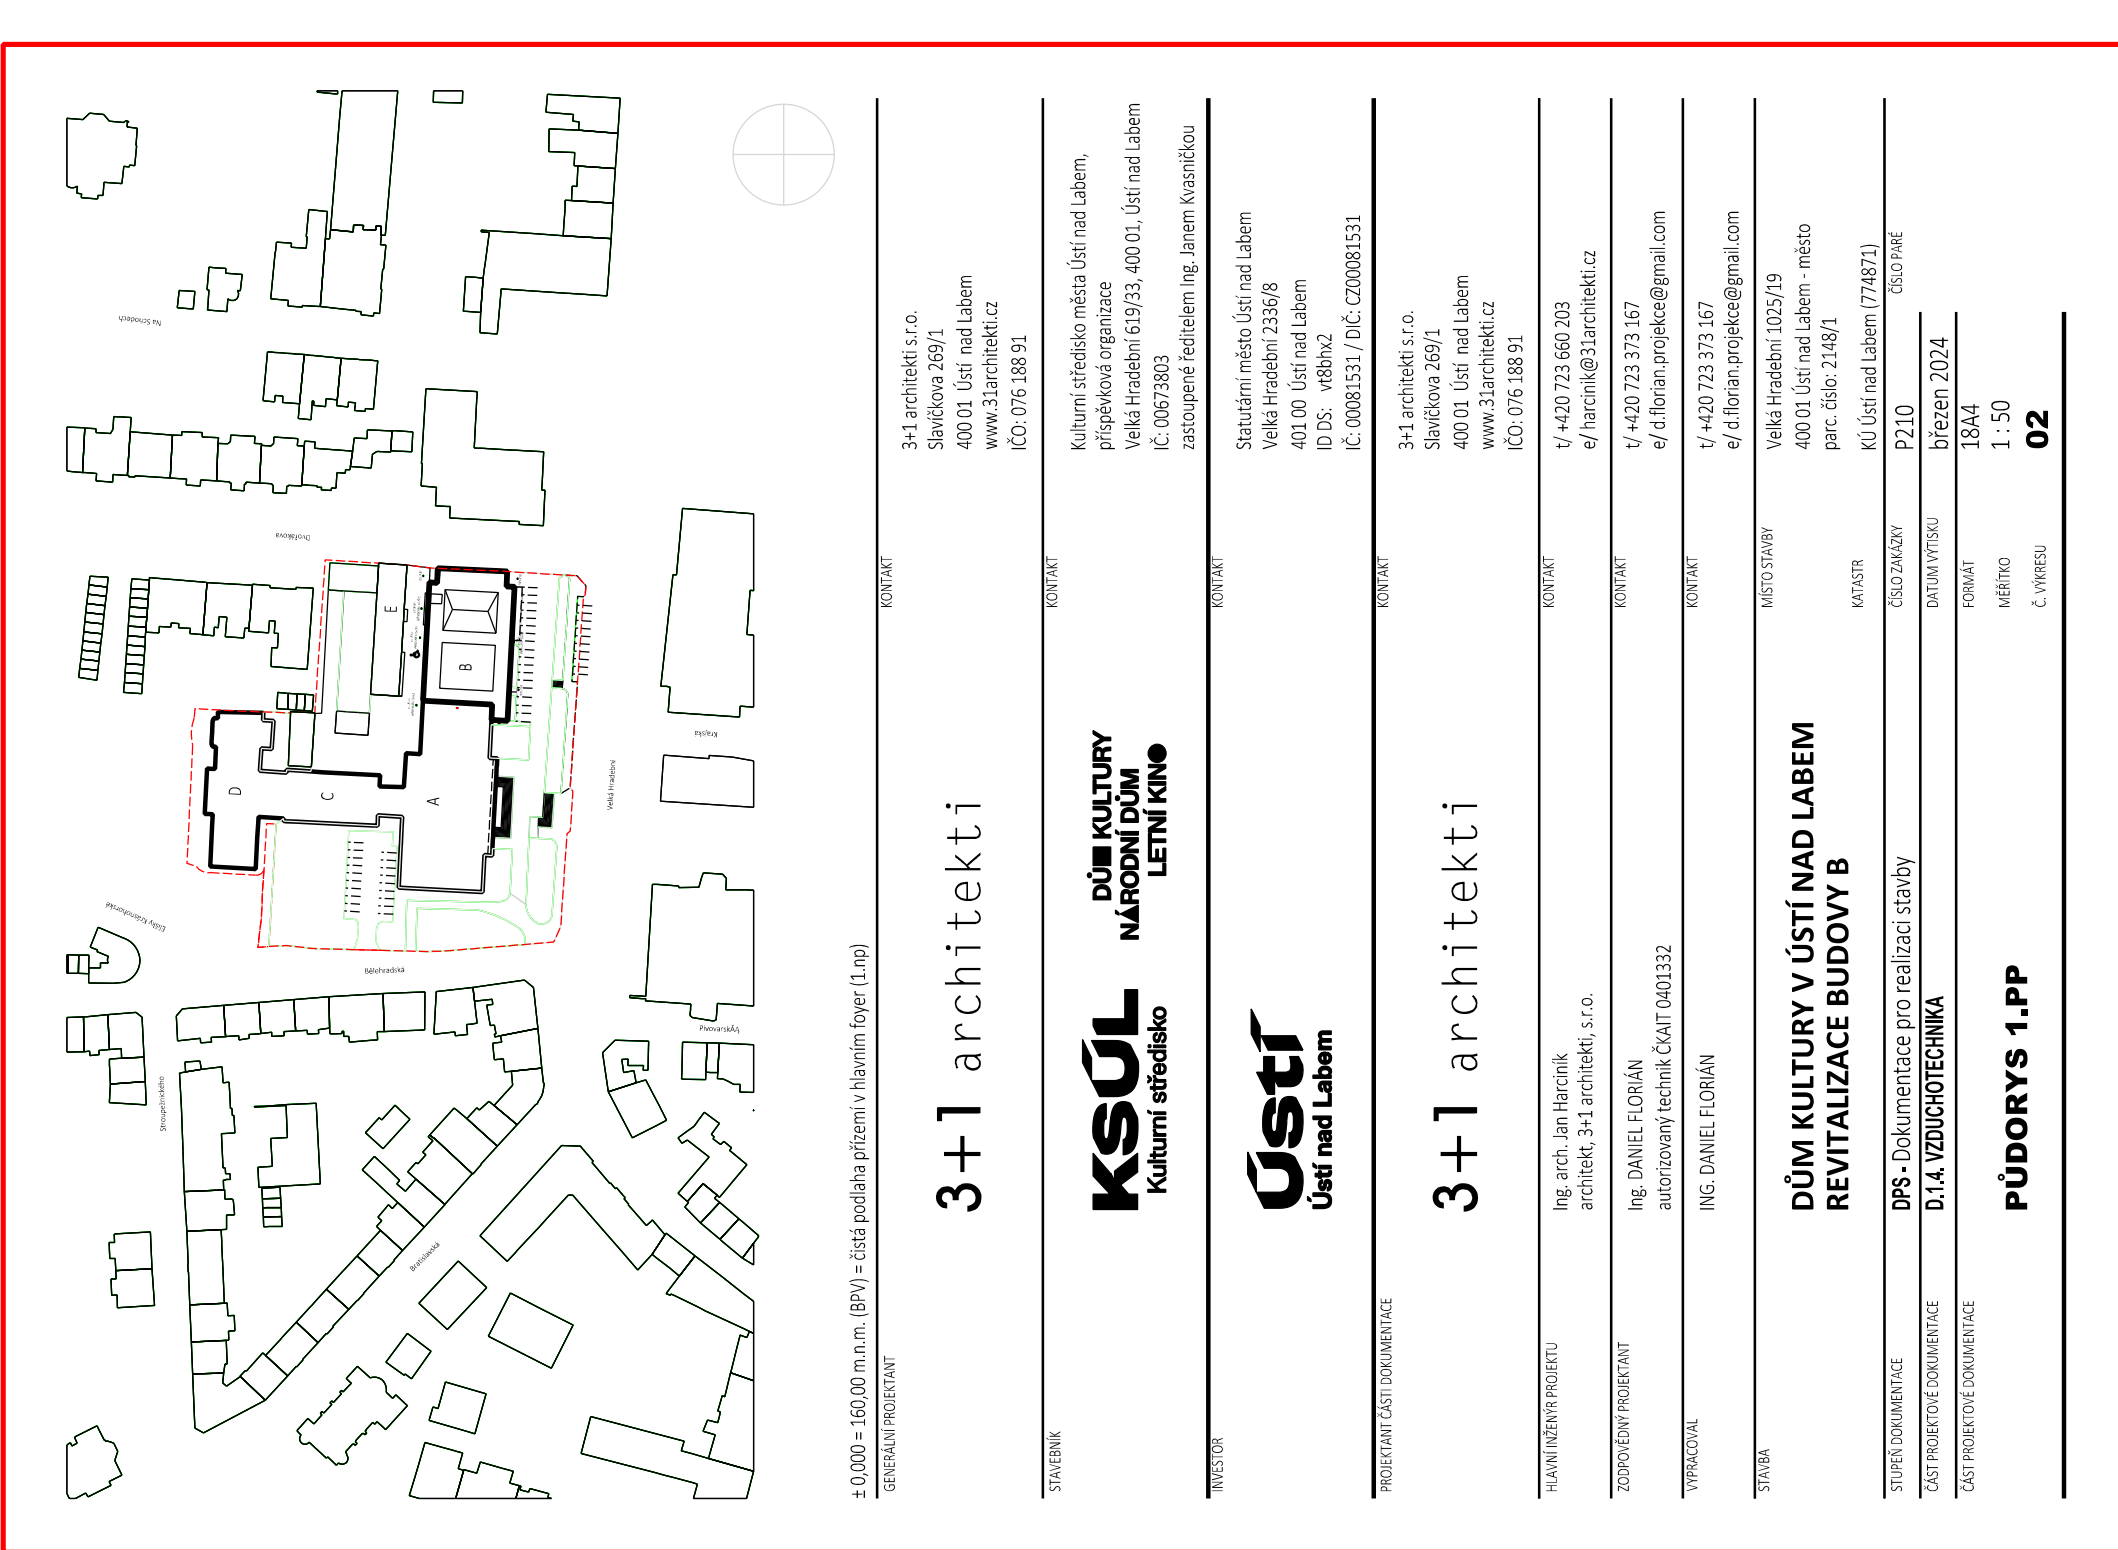 Na Schodech
Dvořákova
Elišky Krásnohorské
Bělehradská
Stroupežnického
Bratislavská
Velká Hradební
Krajská
PivovarskÃ¡
A
B
C
D
E
± 0,000 = 160,00 m.n.m. (BPV) = čistá podlaha přízemí v hlavním foyer (1.np)
GENERÁLNÍ PROJEKTANT
3+1 architekti
KONTAKT
3+1 architekti s.r.o.
Slavíčkova 269/1
400 01 Ústí nad Labem
www.31architekti.cz
IČO: 076 188 91
STAVEBNÍK
KSÚL
Kulturní středisko
DŮM KULTURY
NÁRODNÍ DŮM
LETNÍ KINO
KONTAKT
Kulturní středisko města Ústí nad Labem,
příspěvková organizace
Velká Hradební 619/33, 400 01, Ústí nad Labem
IČ: 00673803
zastoupené ředitelem Ing. Janem Kvasničkou
INVESTOR
Ústí
Ústí nad Labem
KONTAKT
Statutární město Ústí nad Labem
Velká Hradební 2336/8
401 00 Ústí nad Labem
ID DS: vt8bhx2
IČ: 00081531 / DIČ: CZ00081531
PROJEKTANT ČÁSTI DOKUMENTACE
3+1 architekti
KONTAKT
3+1 architekti s.r.o.
Slavíčkova 269/1
400 01 Ústí nad Labem
www.31architekti.cz
IČO: 076 188 91
HLAVNÍ INŽENÝR PROJEKTU
Ing. arch. Jan Harciník
architekt, 3+1 architekti, s.r.o.
KONTAKT
t/ +420 723 660 203
e/ harcinik@31architekti.cz
ZODPOVĚDNÝ PROJEKTANT
Ing. DANIEL FLORIÁN
autorizovaný technik ČKAIT 0401332
KONTAKT
t/ +420 723 373 167
e/ d.florian.projekce@gmail.com
VYPRACOVAL
ING. DANIEL FLORIÁN
KONTAKT
t/ +420 723 373 167
e/ d.florian.projekce@gmail.com
STAVBA
DŮM KULTURY V ÚSTÍ NAD LABEM
REVITALIZACE BUDOVY B
MÍSTO STAVBY
Velká Hradební 1025/19
400 01 Ústí nad Labem - město
parc. číslo: 2148/1
KATASTR
KÚ Ústí nad Labem (774871)
STUPEŇ DOKUMENTACE
DPS - Dokumentace pro realizaci stavby
ČÍSLO ZAKÁZKY
P210
ČÍSLO PARÉ
ČÁST PROJEKTOVÉ DOKUMENTACE
D.1.4. VZDUCHOTECHNIKA
DATUM VÝTISKU
březen 2024
ČÁST PROJEKTOVÉ DOKUMENTACE
PŮDORYS 1.PP
FORMÁT
18A4
MĚŘÍTKO
1 : 50
Č. VÝKRESU
02